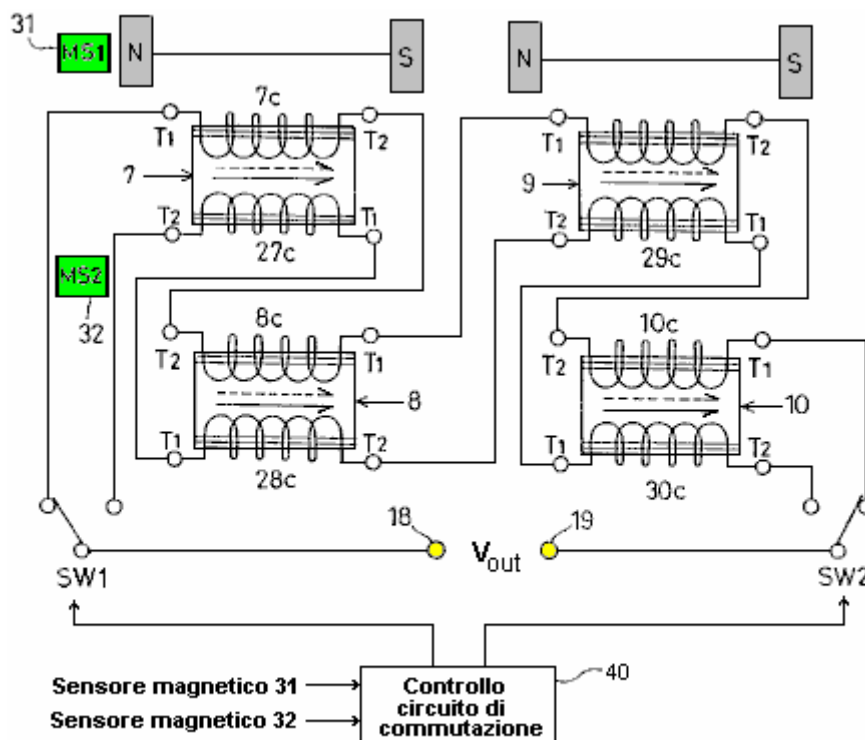 31
MS1
N
S
N
S
7c
T1
T2
T1
T2
7
9
T2
T1
T2
T1
27c
29c
MS2
32
8c
10c
T2
T1
T2
T1
8
10
T1
T2
T1
T2
28c
30c
18
19
Vout
SW1
SW2
Sensore magnetico 31
Sensore magnetico 32
Controllo
circuito di
commutazione
40